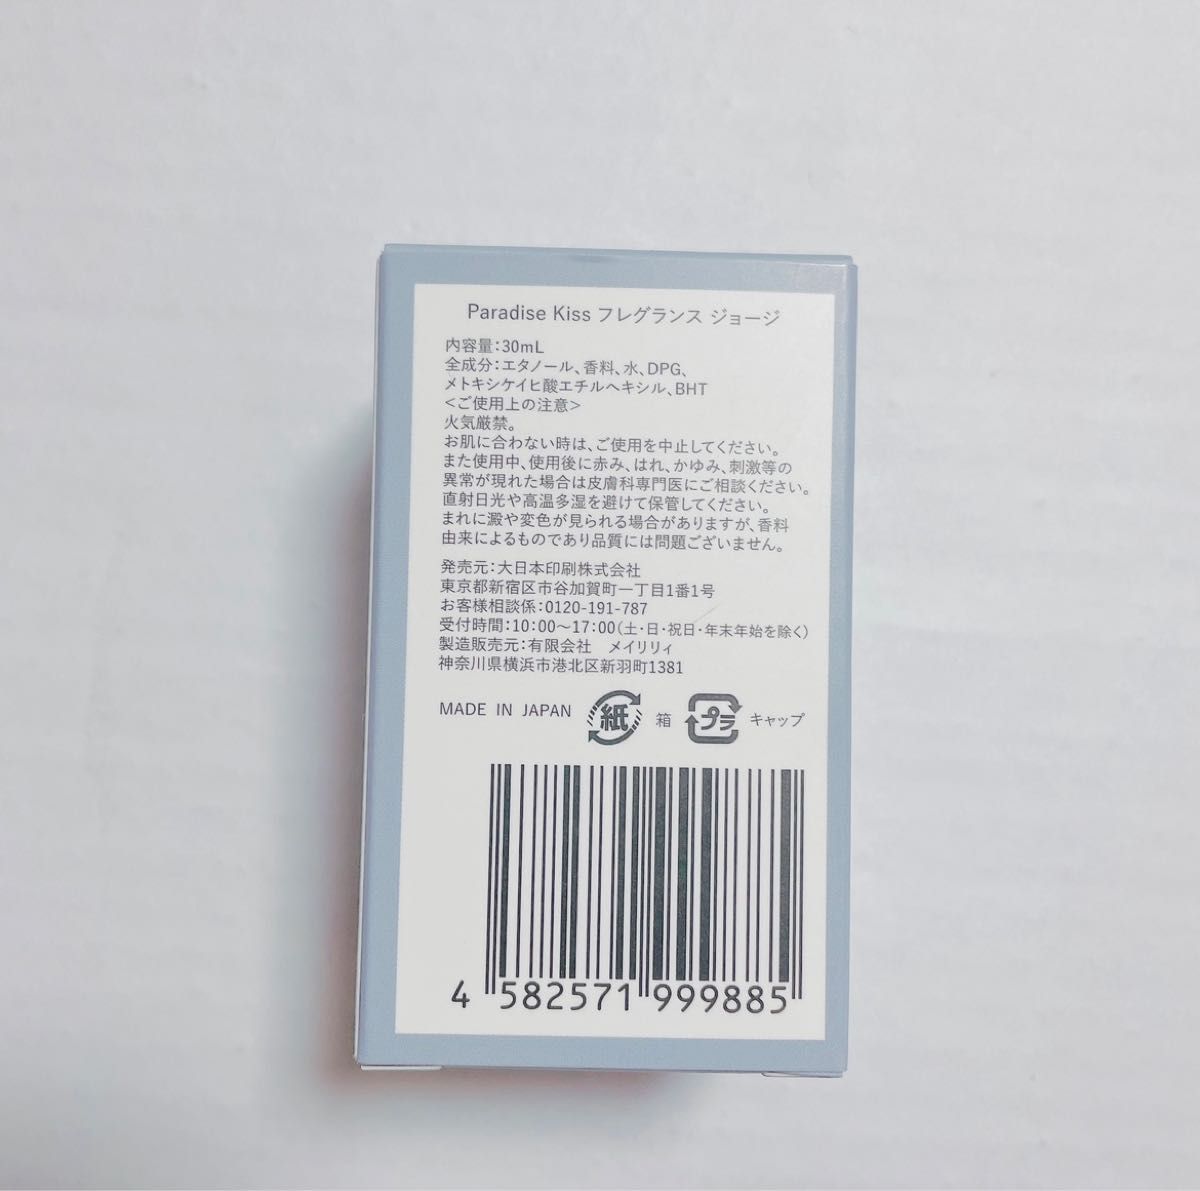 Paradise Kiss フレグランス ジョージ
内容量:30mL
全成分:エタノール、香料、水、DPG、
メトキシケイヒ酸エチルヘキシル、BHT
<ご使用上の注意>
火気厳禁。
お肌に合わない時は、ご使用を中止してください。
また使用中、使用後に赤み、はれ、かゆみ、刺激等の
異常が現れた場合は皮膚科専門医にご相談ください。
直射日光や高温多湿を避けて保管してください。
まれに澱や変色が見られる場合がありますが、香料
由来によるものであり品質には問題ございません。
発売元:大日本印刷株式会社
東京都新宿区市谷加賀町一丁目1番1号
お客様相談係:0120-191-787
受付時間:10:00〜17:00(土・日・祝日・年末年始を除く)
製造販売元:有限会社 メイリリィ
神奈川県横浜市港北区新羽町1381
MADE IN JAPAN 紙 箱 プラ キャップ
4 582571 999885